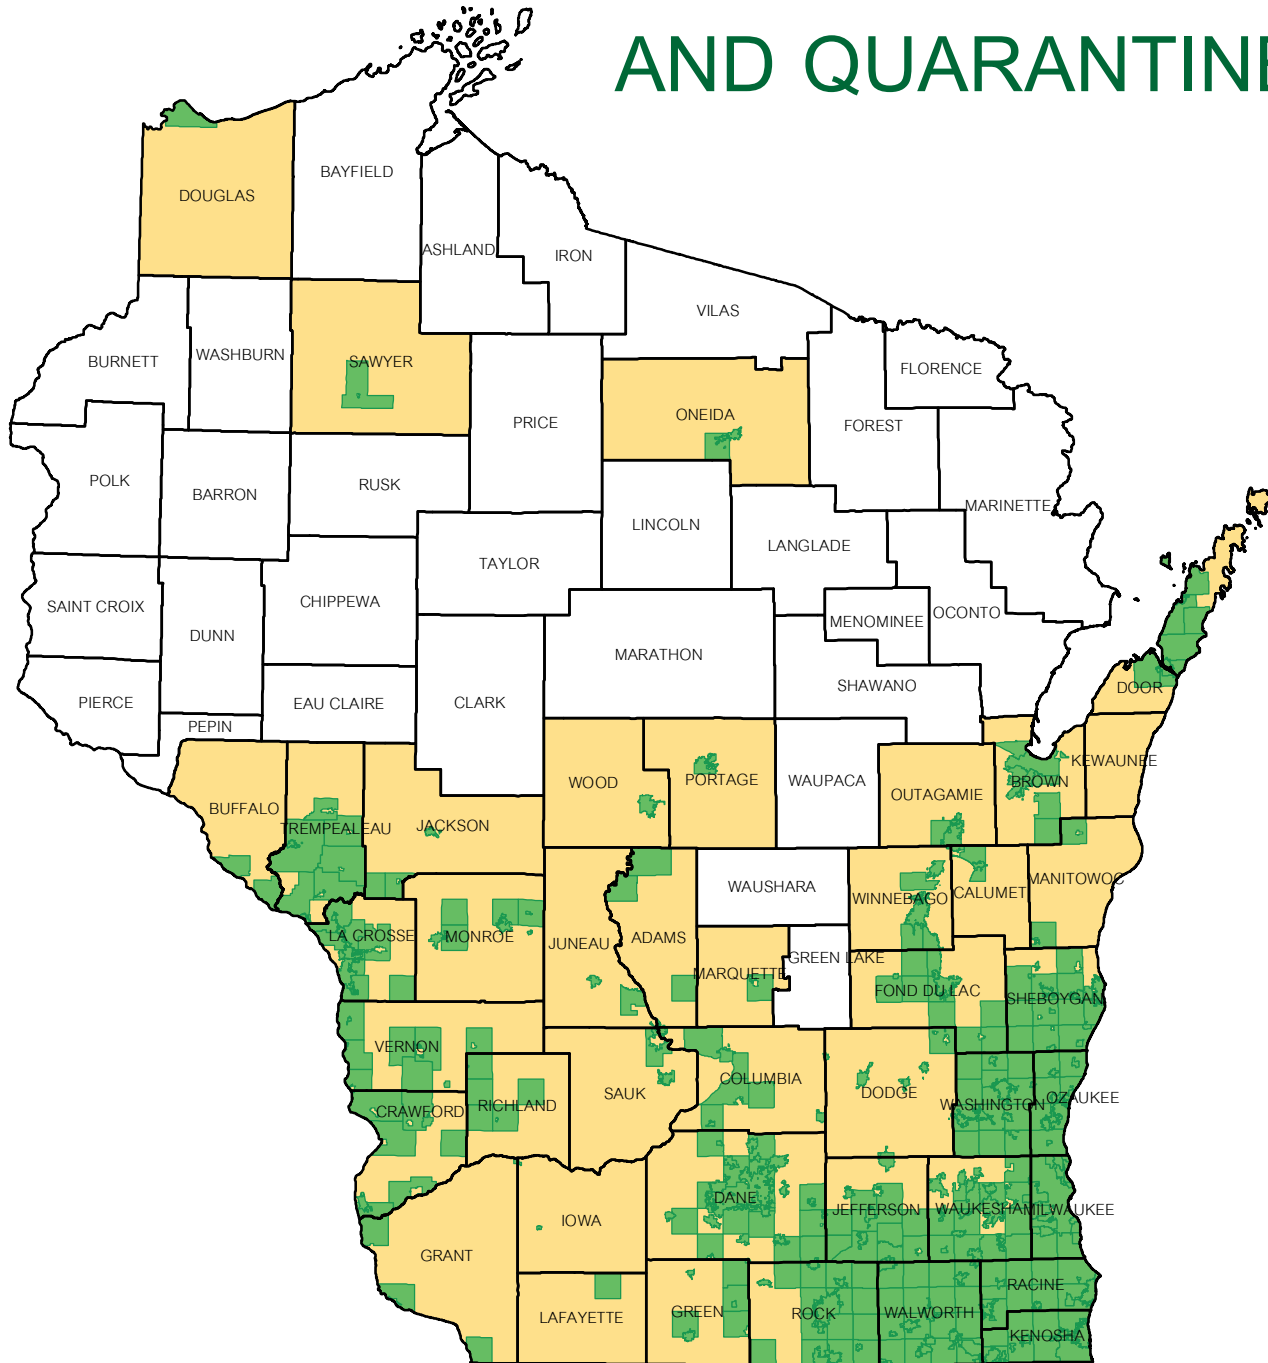 AND QUARANTINE
BAYFIELD
DOUGLAS
ASHLAND
IRON
VILAS
BURNETT
WASHBURN
SAWYER
FLORENCE
PRICE
ONEIDA
FOREST
POLK
BARRON
RUSK
LINCOLN
MARINETTE
LANGLADE
TAYLOR
SAINT CROIX
CHIPPEWA
DUNN
MENOMINEE
OCONTO
MARATHON
SHAWANO
DOOR
PIERCE
EAU CLAIRE
CLARK
PEPIN
WOOD
PORTAGE
WAUPACA
OUTAGAMIE
BROWN
KEWAUNEE
BUFFALO
TREMPEALEAU
JACKSON
WAUSHARA
WINNEBAGO
CALUMET
MANITOWOC
LA CROSSE
MONROE
JUNEAU
ADAMS
MARQUETTE
GREEN LAKE
FOND DU LAC
SHEBOYGAN
VERNON
SAUK
COLUMBIA
DODGE
WASHINGTON
OZAUKEE
CRAWFORD
RICHLAND
DANE
JEFFERSON
WAUKESHA
MILWAUKEE
IOWA
GRANT
LAFAYETTE
GREEN
ROCK
WALWORTH
RACINE
KENOSHA